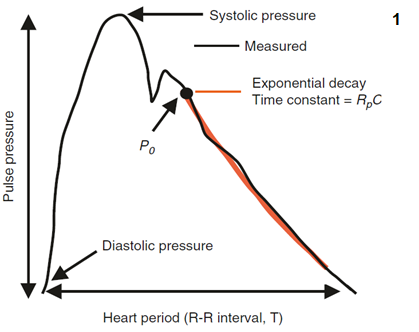 Systolic pressure
1
Measured
Exponential decay
Time constant = RpC
P0
Pulse pressure
Diastolic pressure
Heart period (R-R interval, T)